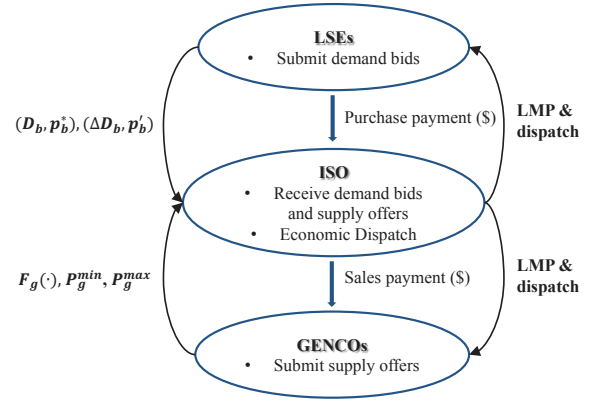 LSEs
• Submit demand bids
(D_b, p_b^*), (ΔD_b, p_b')
Purchase payment ($)
LMP &
dispatch
ISO
• Receive demand bids
and supply offers
• Economic Dispatch
F_g(·), P_g^{min}, P_g^{max}
Sales payment ($)
LMP &
dispatch
GENCOs
• Submit supply offers